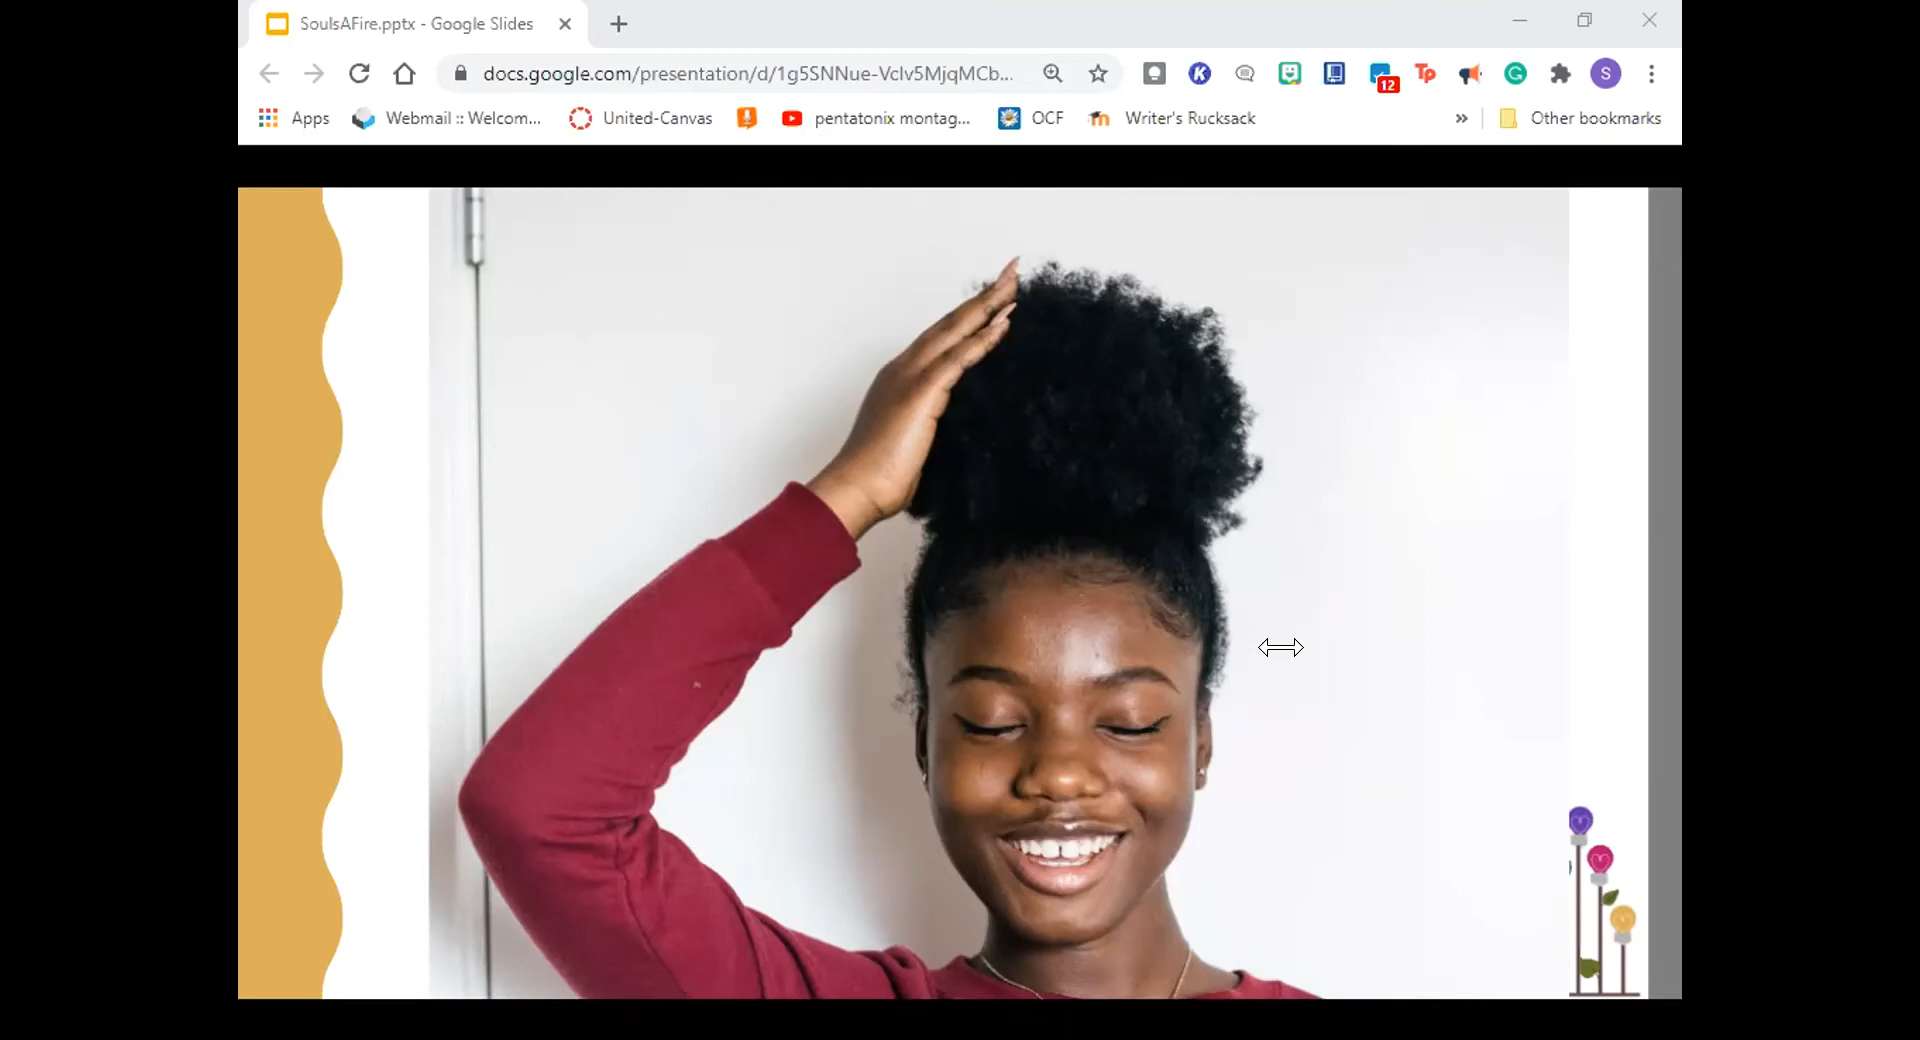 SoulsAFire.pptx - Google Slides
docs.google.com/presentation/d/1g5SNNue-Vclv5MjqMCb...
K
12
Tp
G
S
Apps
Webmail :: Welcom...
United-Canvas
pentatonix montag...
OCF
Writer's Rucksack
»
Other bookmarks